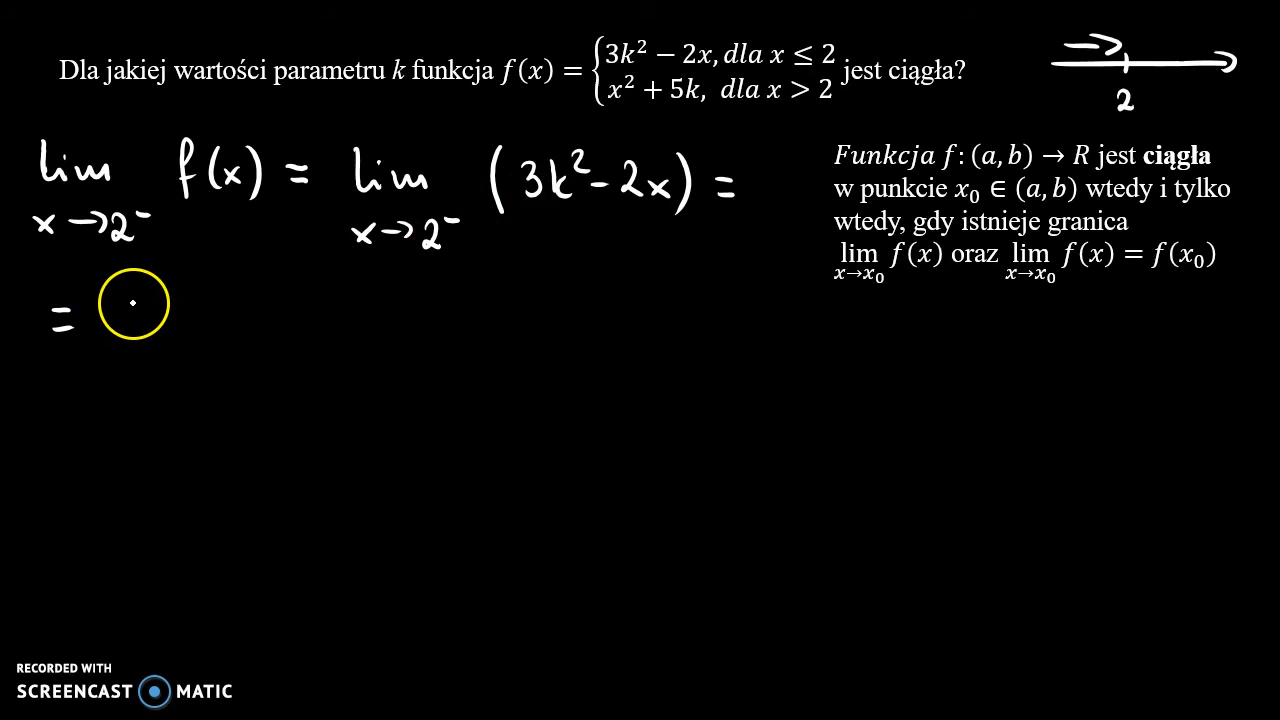 Dla jakiej wartości parametru k funkcja f(x) = {3k² − 2x, dla x ≤ 2
x² + 5k, dla x > 2 jest ciągła?
2
lim x→2⁻ f(x) = lim x→2⁻ (3k² - 2x) =
=
Funkcja f: (a, b) → R jest ciągła
w punkcie x₀ ∈ (a, b) wtedy i tylko
wtedy, gdy istnieje granica
lim x→x₀ f(x) oraz lim x→x₀ f(x) = f(x₀)
RECORDED WITH
SCREENCAST MATIC